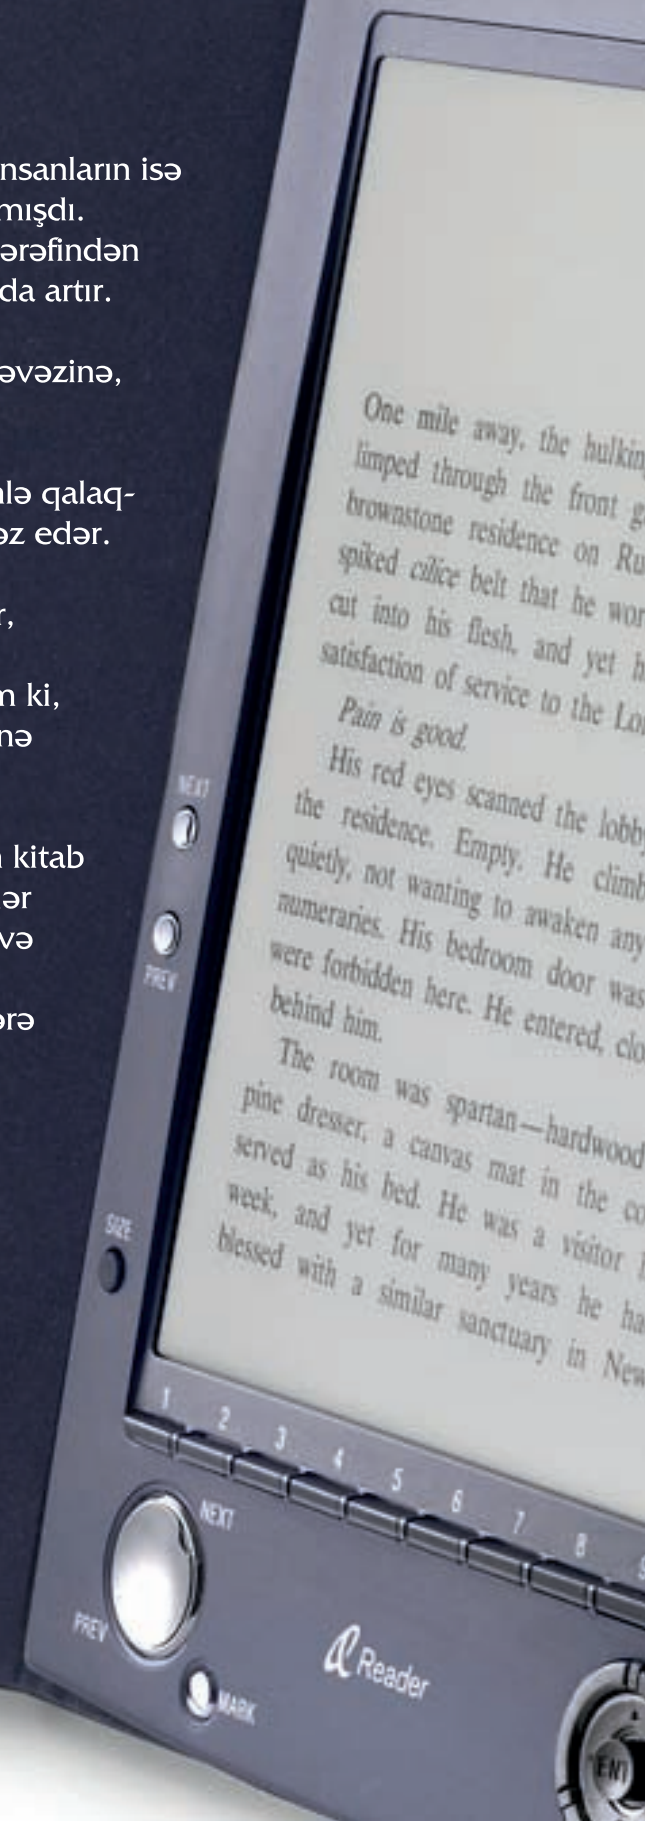 nsanların isə
mışdı.
ərəfindən
da artır.
əvəzinə,
lə qalaq-
əz edər.
r,
m ki,
nə
kitab
ər
və
ərə
One mile away, the hulking
limped through the front g
brownstone residence on Ru
spiked cilice belt that he wor
cut into his flesh, and yet h
satisfaction of service to the Lor
Pain is good.
His red eyes scanned the lobby
the residence. Empty. He climb
quietly, not wanting to awaken any
numeraries. His bedroom door was
were forbidden here. He entered, clo
behind him.
The room was spartan—hardwood
pine dresser, a canvas mat in the co
served as his bed. He was a visitor h
week, and yet for many years he ha
blessed with a similar sanctuary in New
NEXT
PREV
SIZE
1 2 3 4 5 6 7 8 9
NEXT
PREV
MARK
Reader
ENT